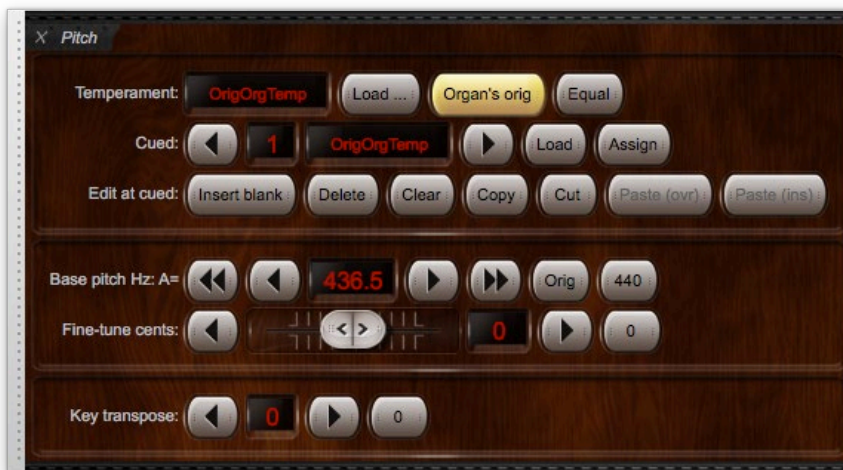 X Pitch
Temperament: OrigOrgTemp Load ... Organ's orig Equal
Cued: 1 OrigOrgTemp Load Assign
Edit at cued: Insert blank Delete Clear Copy Cut Paste (ovr) Paste (ins)
Base pitch Hz: A= 436.5 Orig 440
Fine-tune cents: < > 0 0
Key transpose: 0 0